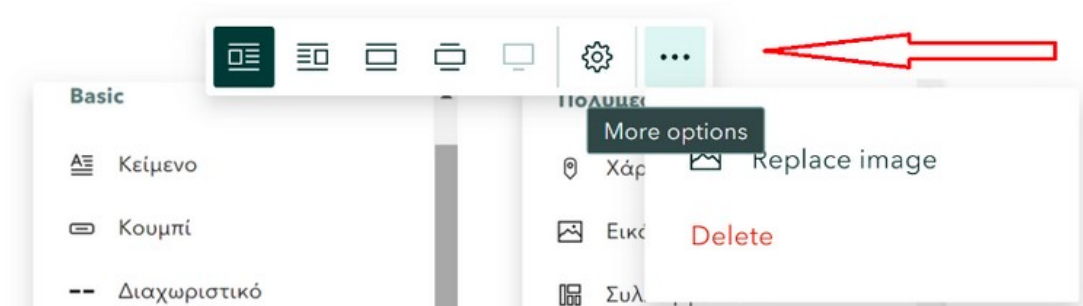 Basic
Κείμενο
Κουμπί
Διαχωριστικό
More options
Replace image
Delete